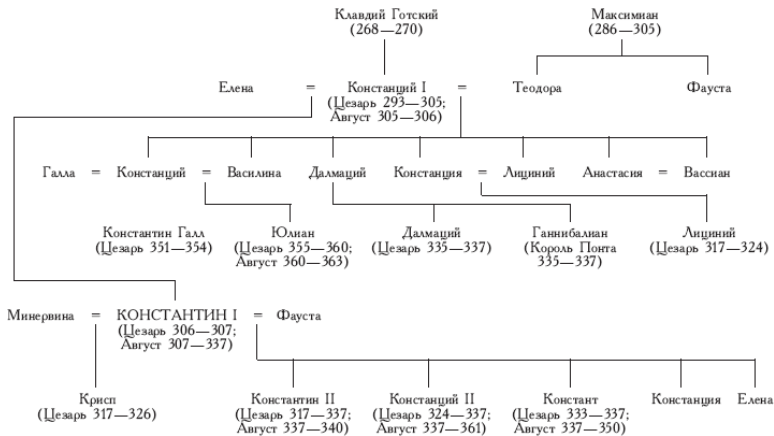 Клавдий Готский Максимиан
(268—270) (286—305)
Елена = Констанций I = Теодора Фауста
(Цезарь 293—305;
Август 305—306)
Галла = Констанций = Василина Далмаций Констанция = Лициний Анастасия = Вассиан
Константин Галл Юлиан Далмаций Ганнибалиан Лициний
(Цезарь 351—354) (Цезарь 355—360; (Цезарь 335—337) (Король Понта (Цезарь 317—324)
Август 360—363) 335—337)
Минервина = КОНСТАНТИН I = Фауста
(Цезарь 306—307;
Август 307—337)
Крисп Константин II Констанций II Констант Констанция Елена
(Цезарь 317—326) (Цезарь 317—337; (Цезарь 324—337; (Цезарь 333—337;
Август 337—340) Август 337—361) Август 337—350)